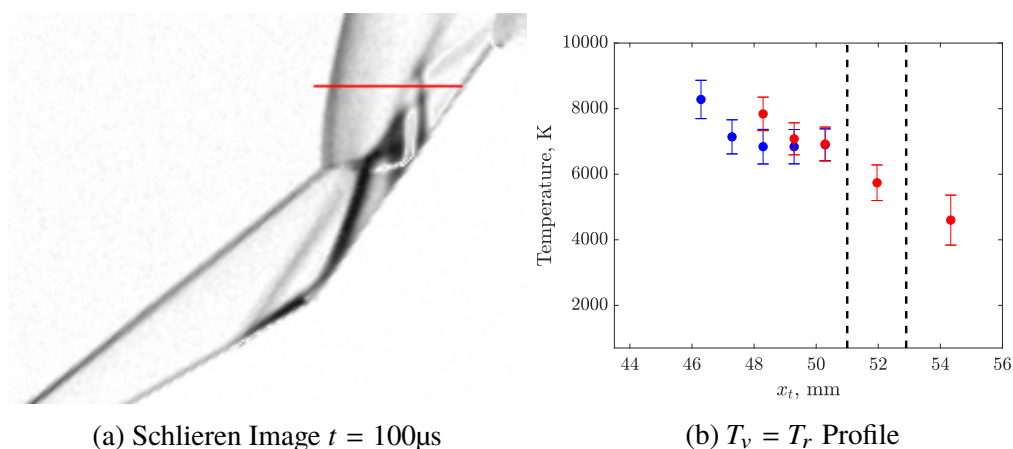 10000
8000
6000
4000
2000
Temperature, K
44 46 48 50 52 54 56
x_t, mm
(a) Schlieren Image t = 100μs
(b) T_v = T_r Profile